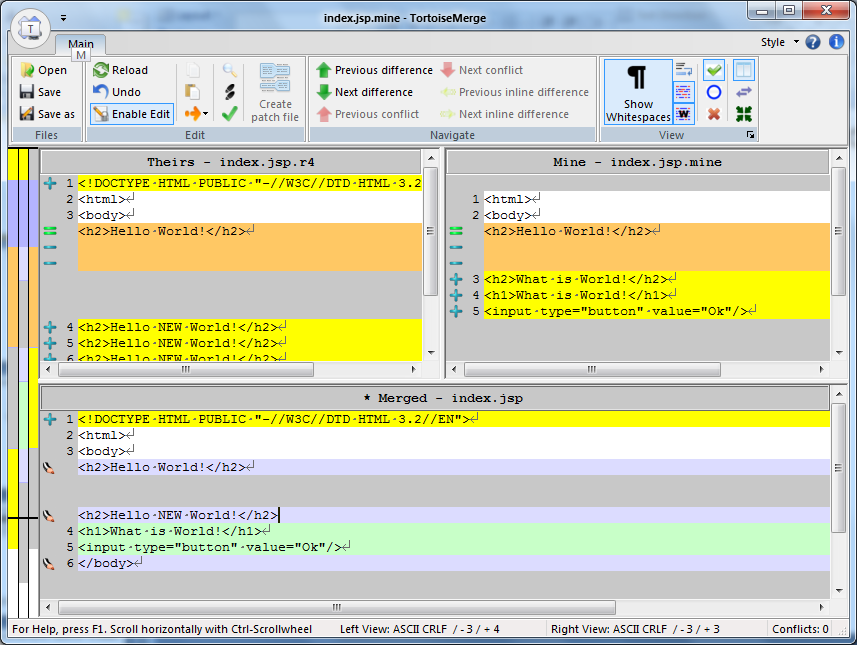 index.jsp.mine - TortoiseMerge
T
Main
M
Style
Open
Save
Save as
Files
Reload
Undo
Enable Edit
Create
patch file
Edit
Previous difference
Next difference
Previous conflict
Next conflict
Previous inline difference
Next inline difference
Navigate
Show
Whitespaces
W
View
Theirs - index.jsp.r4
1 <!DOCTYPE·HTML·PUBLIC·"-//W3C//DTD·HTML·3.2
2 <html>↵
3 <body>↵
<h2>Hello·World!</h2>↵
4 <h2>Hello·NEW·World!</h2>↵
5 <h2>Hello·NEW·World!</h2>↵
6 <h2>Hello·NEW·World!</h2>↵
Mine - index.jsp.mine
1 <html>↵
2 <body>↵
<h2>Hello·World!</h2>↵
3 <h2>What·is·World!</h2>↵
4 <h1>What·is·World!</h1>↵
5 <input·type="button"·value="Ok"/>↵
* Merged - index.jsp
1 <!DOCTYPE·HTML·PUBLIC·"-//W3C//DTD·HTML·3.2//EN">↵
2 <html>↵
3 <body>↵
<h2>Hello·World!</h2>↵
<h2>Hello·NEW·World!</h2>
4 <h1>What·is·World!</h1>↵
5 <input·type="button"·value="Ok"/>↵
6 </body>↵
For Help, press F1. Scroll horizontally with Ctrl-Scrollwheel
Left View: ASCII CRLF / - 3 / + 4
Right View: ASCII CRLF / - 3 / + 3
Conflicts: 0